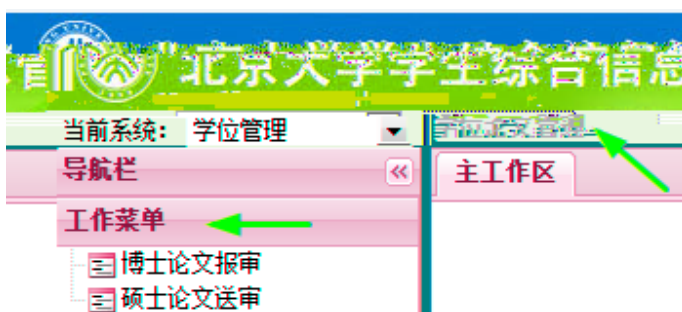 北京大学学生综合信息
当前系统： 学位管理
导航栏
主工作区
工作菜单
博士论文报审
硕士论文送审